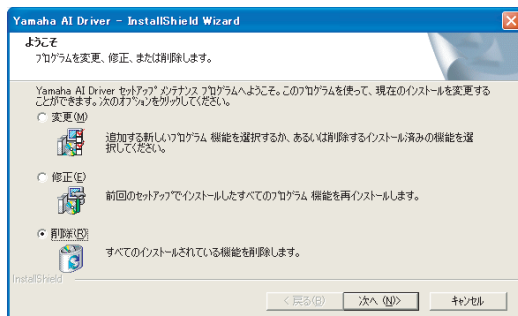 Yamaha AI Driver - InstallShield Wizard
ようこそ
プログラムを変更、修正、または削除します。
Yamaha AI Driver セットアップ メンテナンス プログラムへようこそ。このプログラムを使って、現在のインストールを変更する
ことができます。次のオプションをクリックしてください。
変更(M)
追加する新しいプログラム 機能を選択するか、あるいは削除するインストール済みの機能を選
択してください。
修正(E)
前回のセットアップでインストールしたすべてのプログラム 機能を再インストールします。
削除(R)
すべてのインストールされている機能を削除します。
InstallShield
< 戻る(B)
次へ (N)>
キャンセル